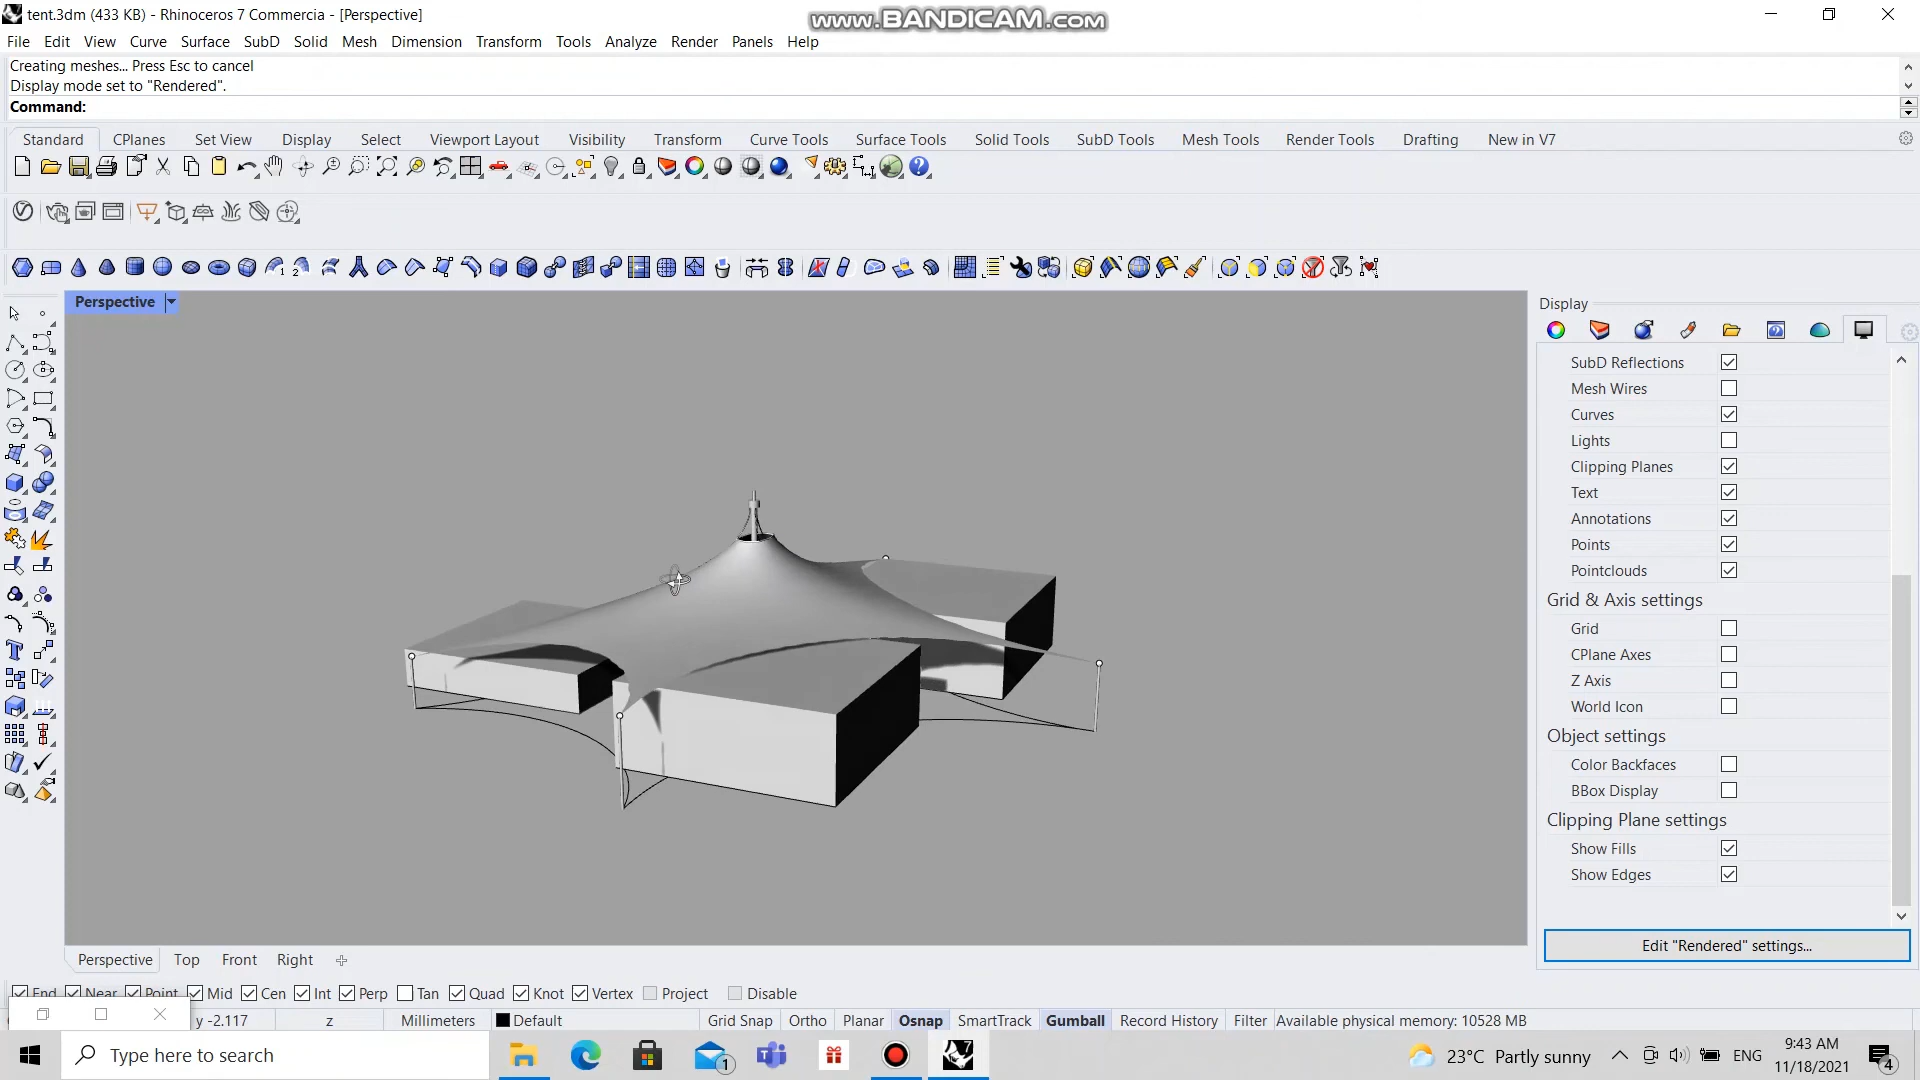 tent.3dm (433 KB) - Rhinoceros 7 Commercia - [Perspective]
www.BANDICAM.com
File Edit View Curve Surface SubD Solid Mesh Dimension Transform Tools Analyze Render Panels Help
Creating meshes... Press Esc to cancel
Display mode set to "Rendered".
Command:
Standard CPlanes Set View Display Select Viewport Layout Visibility Transform Curve Tools Surface Tools Solid Tools SubD Tools Mesh Tools Render Tools Drafting New in V7
Perspective
Display
SubD Reflections
Mesh Wires
Curves
Lights
Clipping Planes
Text
Annotations
Points
Pointclouds
Grid & Axis settings
Grid
CPlane Axes
Z Axis
World Icon
Object settings
Color Backfaces
BBox Display
Clipping Plane settings
Show Fills
Show Edges
Edit "Rendered" settings...
Perspective Top Front Right
End Near Point Mid Cen Int Perp Tan Quad Knot Vertex Project Disable
y -2.117 z Millimeters Default Grid Snap Ortho Planar Osnap SmartTrack Gumball Record History Filter Available physical memory: 10528 MB
Type here to search
1
7
23°C Partly sunny
ENG
9:43 AM
11/18/2021
4